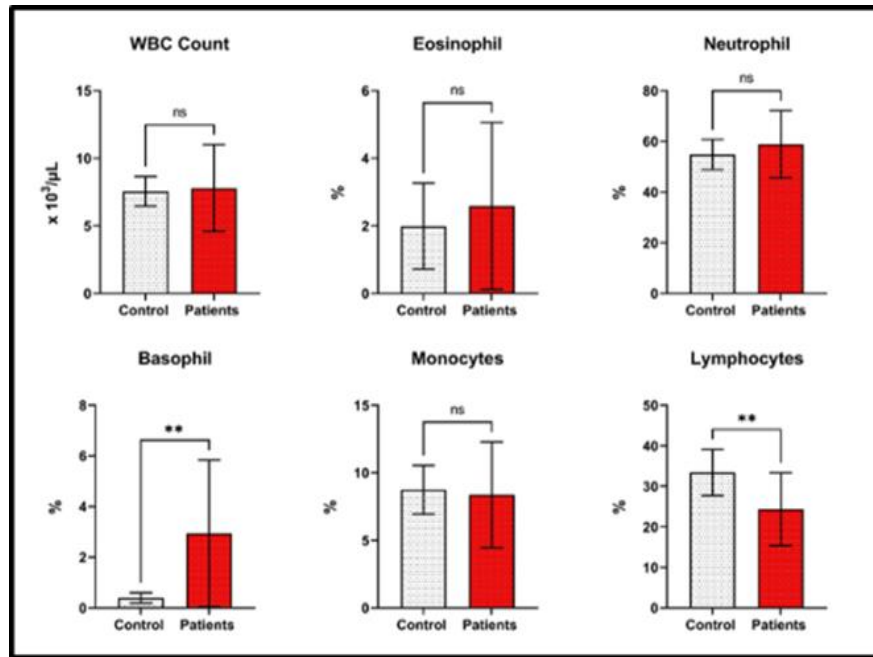 WBC Count
x 10³/µL
15
10
5
0
ns
Control Patients
Eosinophil
%
6
4
2
0
ns
Control Patients
Neutrophil
%
80
60
40
20
0
ns
Control Patients
Basophil
%
8
6
4
2
0
**
Control Patients
Monocytes
%
15
10
5
0
ns
Control Patients
Lymphocytes
%
50
40
30
20
10
0
**
Control Patients